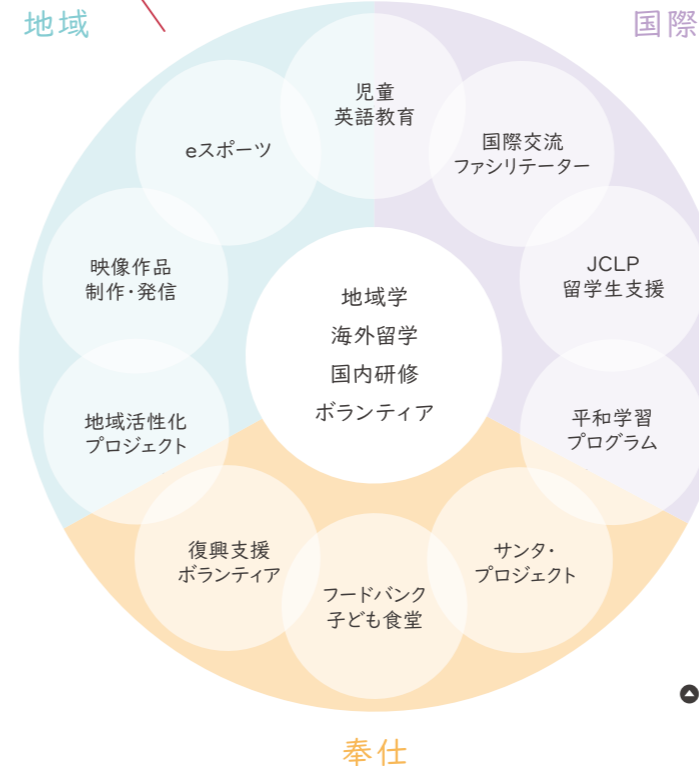 地域
国際
児童
英語教育
eスポーツ
国際交流
ファシリテーター
映像作品
制作・発信
JCLP
留学生支援
地域学
海外留学
国内研修
ボランティア
地域活性化
プロジェクト
平和学習
プログラム
復興支援
ボランティア
サンタ・
プロジェクト
フードバンク
子ども食堂
奉仕